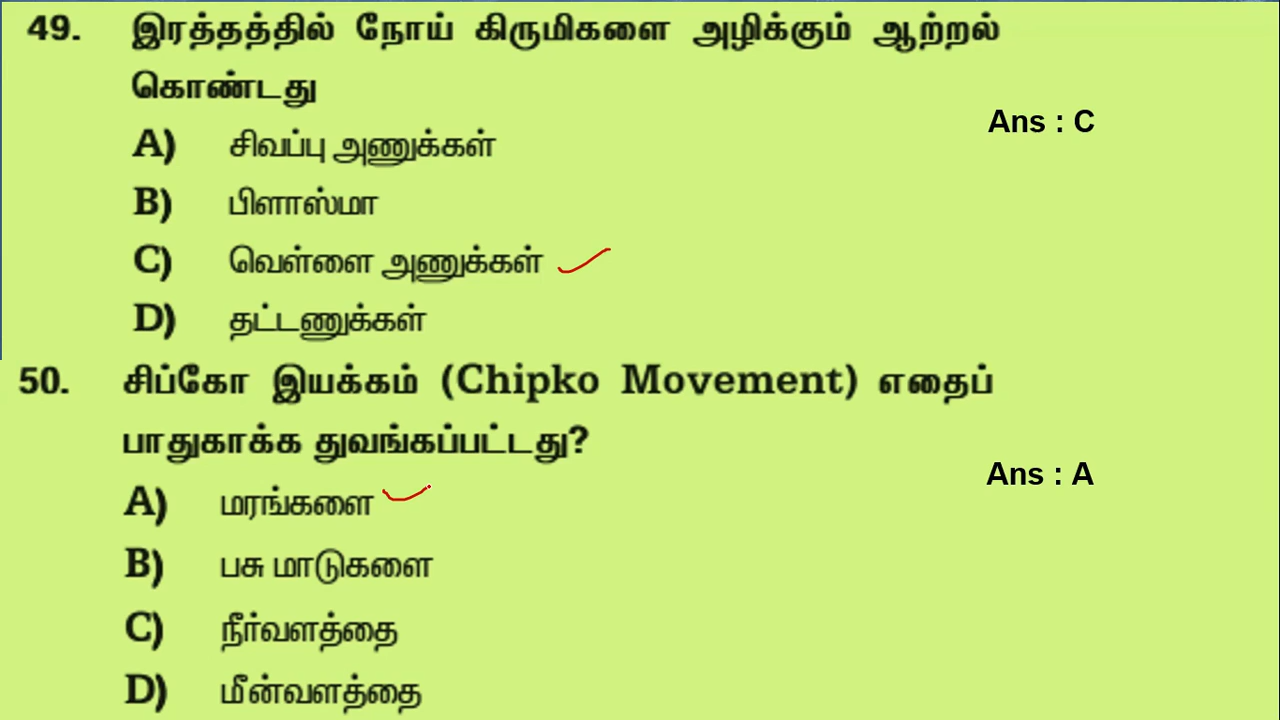 49. இரத்தத்தில் நோய் கிருமிகளை அழிக்கும் ஆற்றல்
கொண்டது
Ans : C
A) சிவப்பு அணுக்கள்
B) பிளாஸ்மா
C) வெள்ளை அணுக்கள்
D) தட்டணுக்கள்
50. சிப்கோ இயக்கம் (Chipko Movement) எதைப்
பாதுகாக்க துவங்கப்பட்டது?
Ans : A
A) மரங்களை
B) பசு மாடுகளை
C) நீர்வளத்தை
D) மீன்வளத்தை